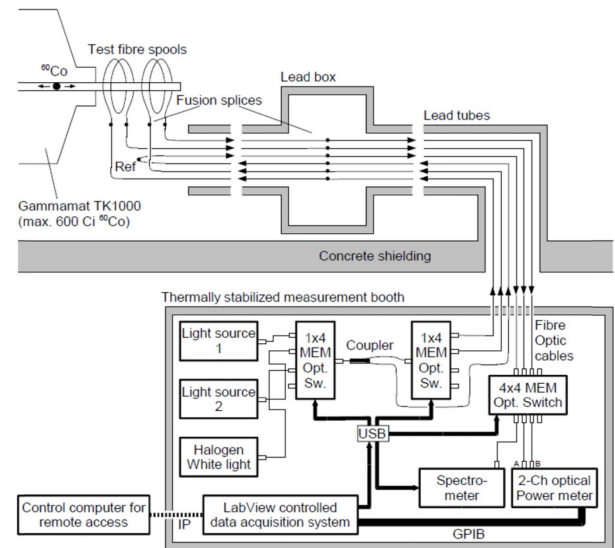 Test fibre spools
⁶⁰Co
Lead box
Fusion splices
Lead tubes
Ref
Gammamat TK1000
(max. 600 Ci ⁶⁰Co)
Concrete shielding
Thermally stabilized measurement booth
Light source
1
1x4
MEM
Opt.
Sw.
Coupler
1x4
MEM
Opt.
Sw.
Fibre
Optic
cables
Light source
2
4x4 MEM
Opt. Switch
USB
Halogen
White light
A
B
Spectro-
meter
2-Ch optical
Power meter
Control computer for
remote access
IP
LabView controlled
data acquisition system
GPIB